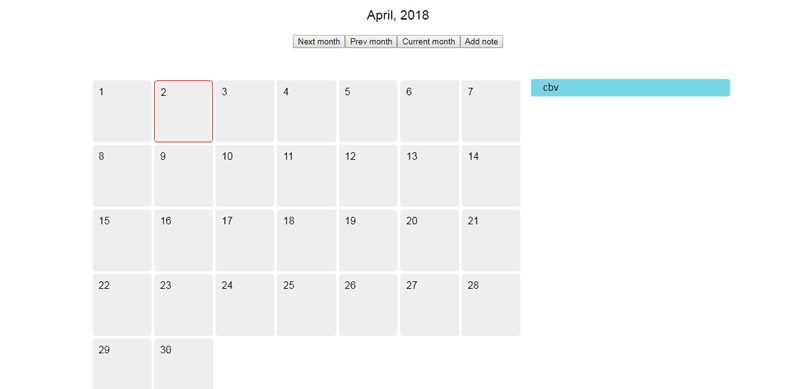 April, 2018
Next month Prev month Current month Add note
1 2 3 4 5 6 7 cbv
8 9 10 11 12 13 14
15 16 17 18 19 20 21
22 23 24 25 26 27 28
29 30